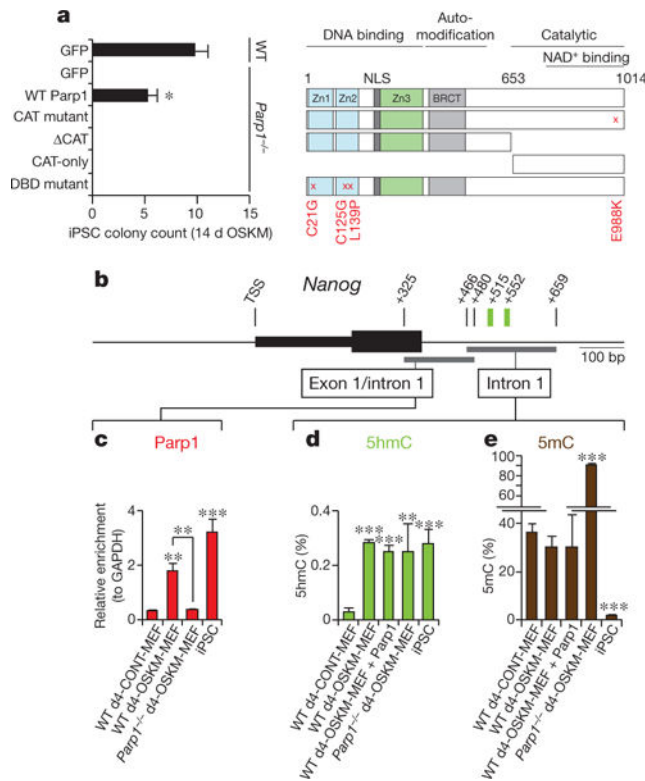 a
GFP
GFP
WT Parp1
CAT mutant
ΔCAT
CAT-only
DBD mutant
WT
Parp1–/–
*
0 5 10 15
iPSC colony count (14 d OSKM)
DNA binding
Auto-modification
Catalytic
NAD+ binding
1 NLS 653 1014
Zn1 Zn2 Zn3 BRCT
x
x xx
C21G
C125G
L139P
E988K
b
Nanog
TSS
+325
+466
+480
+515
+552
+659
100 bp
Exon 1/intron 1
Intron 1
c
Parp1
Relative enrichment
(to GAPDH)
4
2
0
**
**
***
WT d4-CONT-MEF
WT d4-OSKM-MEF
Parp1–/– d4-OSKM-MEF
iPSC
d
5hmC
5hmC (%)
0.4
0.2
0
***
***
**
***
WT d4-CONT-MEF
WT d4-OSKM-MEF
WT d4-OSKM-MEF + Parp1
Parp1–/– d4-OSKM-MEF
iPSC
e
5mC
5mC (%)
100
80
60
40
20
0
***
***
WT d4-CONT-MEF
WT d4-OSKM-MEF
WT d4-OSKM-MEF + Parp1
Parp1–/– d4-OSKM-MEF
iPSC